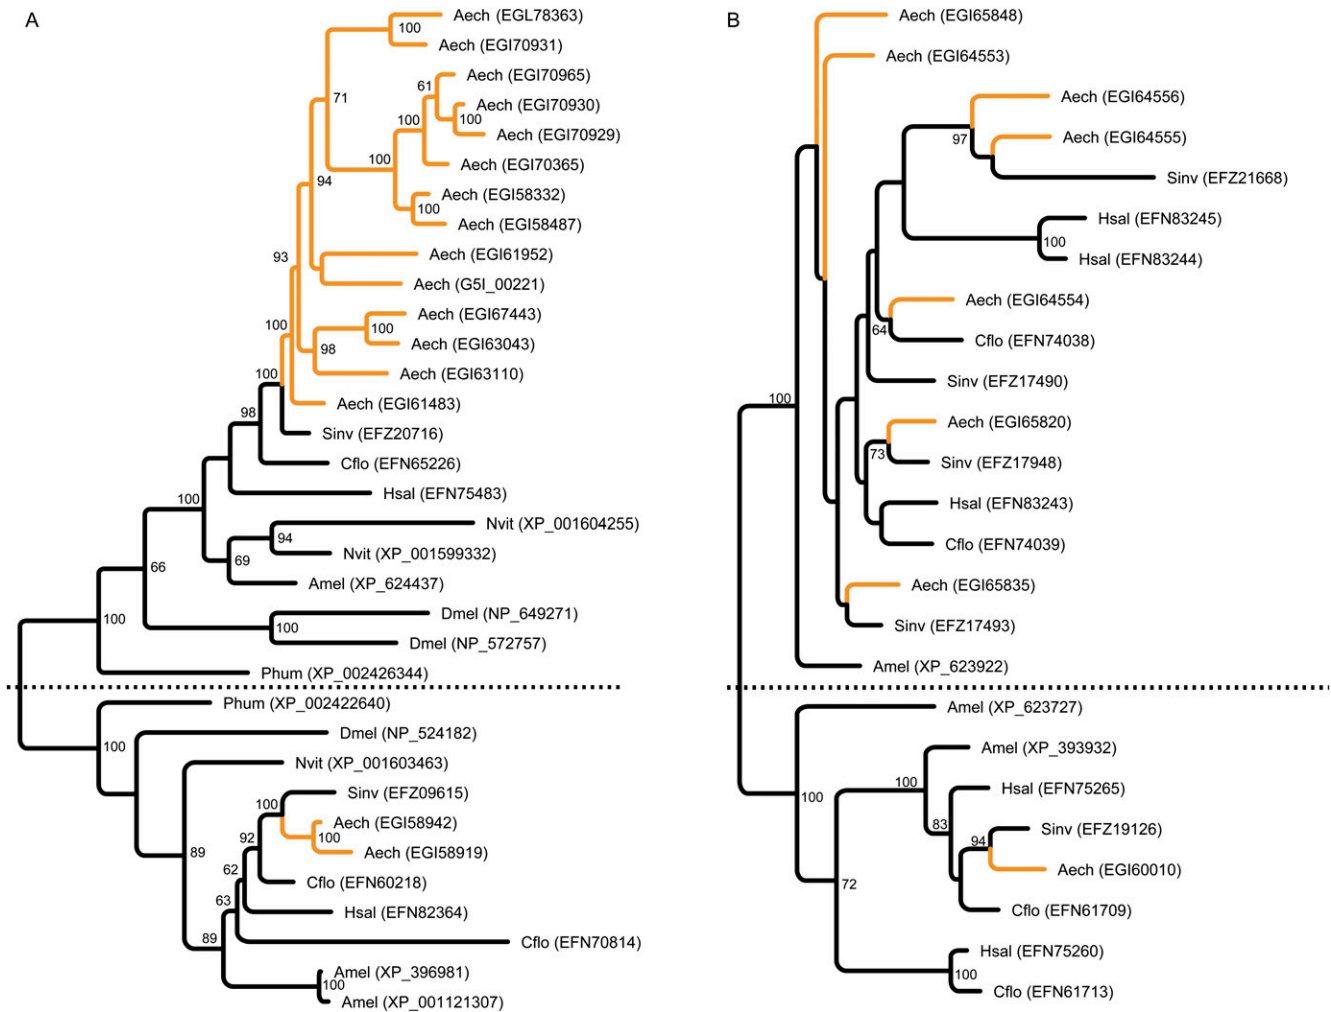 A
Aech (EGL78363)
100
Aech (EGI70931)
Aech (EGI70965)
61
Aech (EGI70930)
100
Aech (EGI70929)
100
Aech (EGI70365)
100
Aech (EGI58332)
100
Aech (EGI58487)
71
94
Aech (EGI61952)
Aech (G5I_00221)
93
Aech (EGI67443)
100
Aech (EGI63043)
98
Aech (EGI63110)
100
Aech (EGI61483)
100
Sinv (EFZ20716)
98
Cflo (EFN65226)
Hsal (EFN75483)
100
Nvit (XP_001604255)
94
Nvit (XP_001599332)
69
Amel (XP_624437)
66
Dmel (NP_649271)
100
Dmel (NP_572757)
100
Phum (XP_002426344)
Phum (XP_002422640)
100
Dmel (NP_524182)
Nvit (XP_001603463)
89
Sinv (EFZ09615)
100
Aech (EGI58942)
100
Aech (EGI58919)
92
Cflo (EFN60218)
62
Hsal (EFN82364)
63
Cflo (EFN70814)
89
Amel (XP_396981)
100
Amel (XP_001121307)
B
Aech (EGI65848)
Aech (EGI64553)
Aech (EGI64556)
97
Aech (EGI64555)
Sinv (EFZ21668)
Hsal (EFN83245)
100
Hsal (EFN83244)
Aech (EGI64554)
64
Cflo (EFN74038)
Sinv (EFZ17490)
100
Aech (EGI65820)
73
Sinv (EFZ17948)
Hsal (EFN83243)
Cflo (EFN74039)
Aech (EGI65835)
Sinv (EFZ17493)
Amel (XP_623922)
Amel (XP_623727)
100
Amel (XP_393932)
100
Hsal (EFN75265)
83
Sinv (EFZ19126)
94
Aech (EGI60010)
72
Cflo (EFN61709)
Hsal (EFN75260)
100
Cflo (EFN61713)